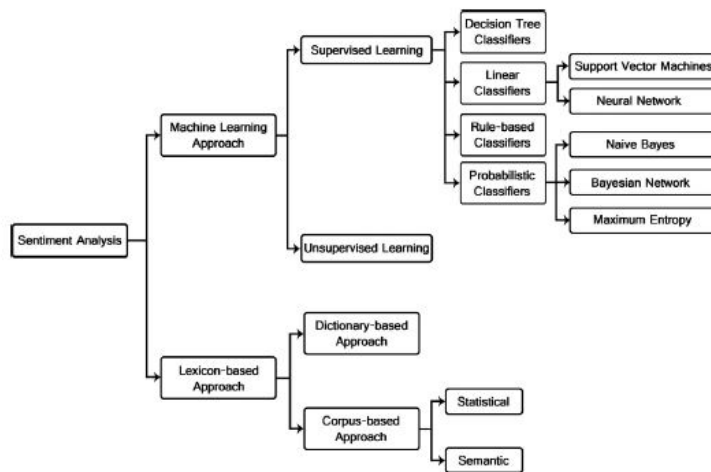 Sentiment Analysis
Machine Learning
Approach
Supervised Learning
Decision Tree
Classifiers
Linear
Classifiers
Support Vector Machines
Neural Network
Rule-based
Classifiers
Probabilistic
Classifiers
Naive Bayes
Bayesian Network
Maximum Entropy
Unsupervised Learning
Lexicon-based
Approach
Dictionary-based
Approach
Corpus-based
Approach
Statistical
Semantic